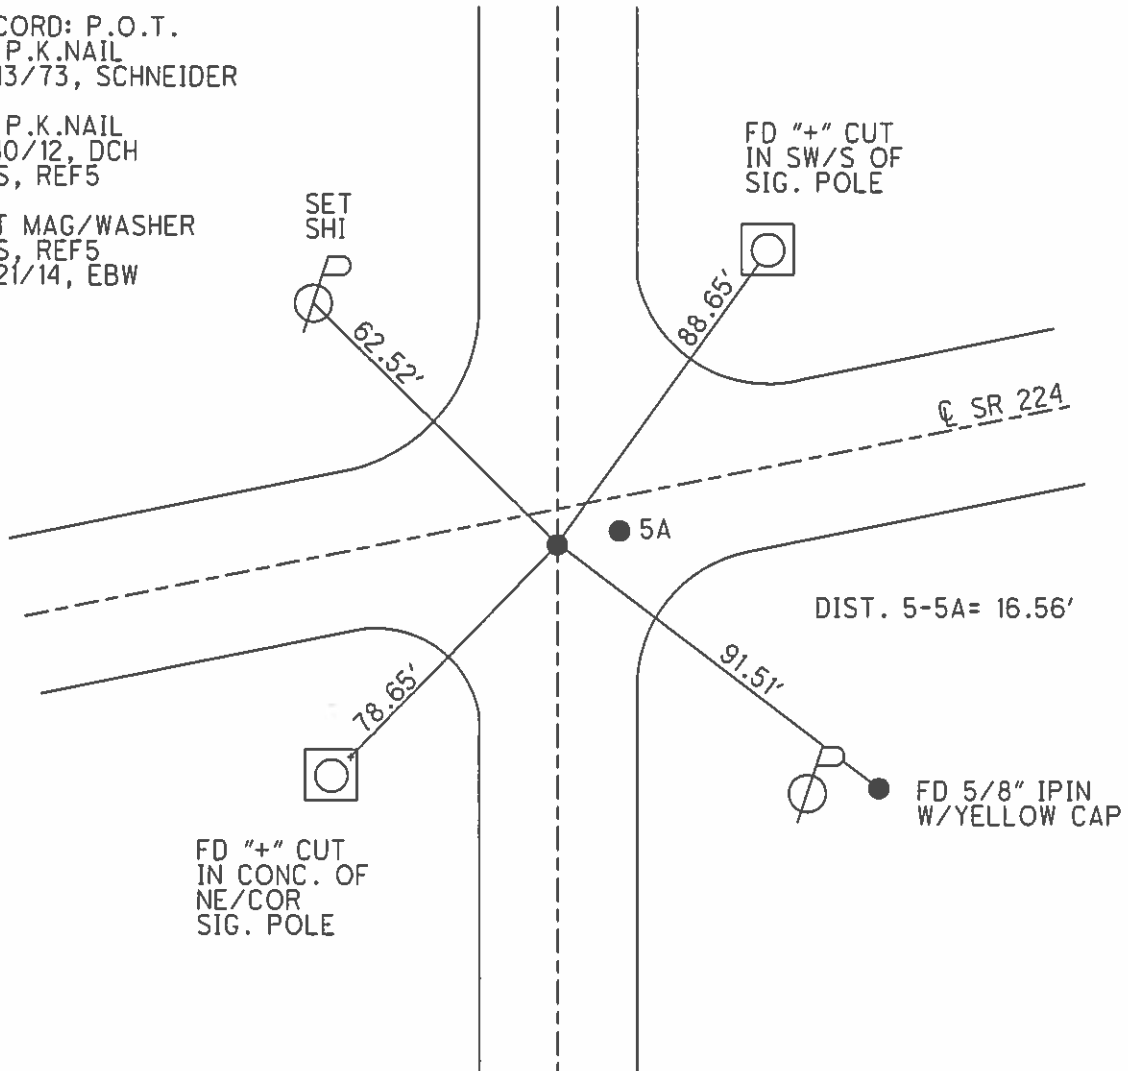 CORD: P.O.T.
P.K.NAIL
13/73, SCHNEIDER
P.K.NAIL
30/12, DCH
S, REF5
T MAG/WASHER
S, REF5
21/14, EBW
SET
SHI
FD "+" CUT
IN SW/S OF
SIG. POLE
62.52'
88.65'
℄ SR 224
5A
DIST. 5-5A= 16.56'
78.65'
91.51'
FD 5/8" IPIN
W/YELLOW CAP
FD "+" CUT
IN CONC. OF
NE/COR
SIG. POLE